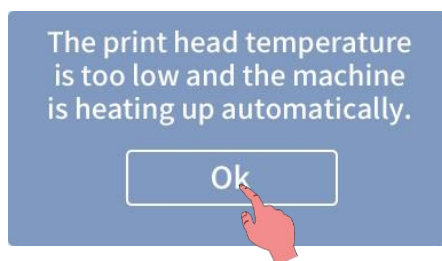 The print head temperature
is too low and the machine
is heating up automatically.
Ok